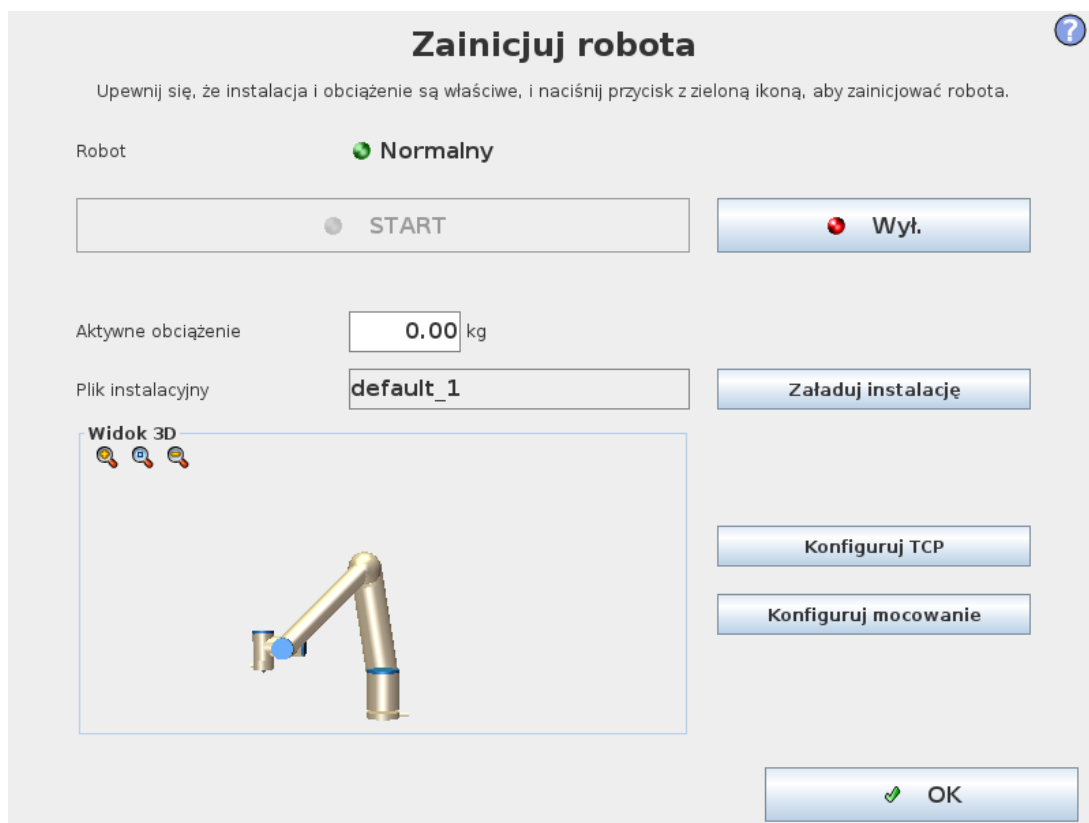 Zainicjuj robota
?
Upewnij się, że instalacja i obciążenie są właściwe, i naciśnij przycisk z zieloną ikoną, aby zainicjować robota.
Robot Normalny
START Wył.
Aktywne obciążenie 0.00 kg
Plik instalacyjny default_1 Załaduj instalację
Widok 3D
Konfiguruj TCP
Konfiguruj mocowanie
OK